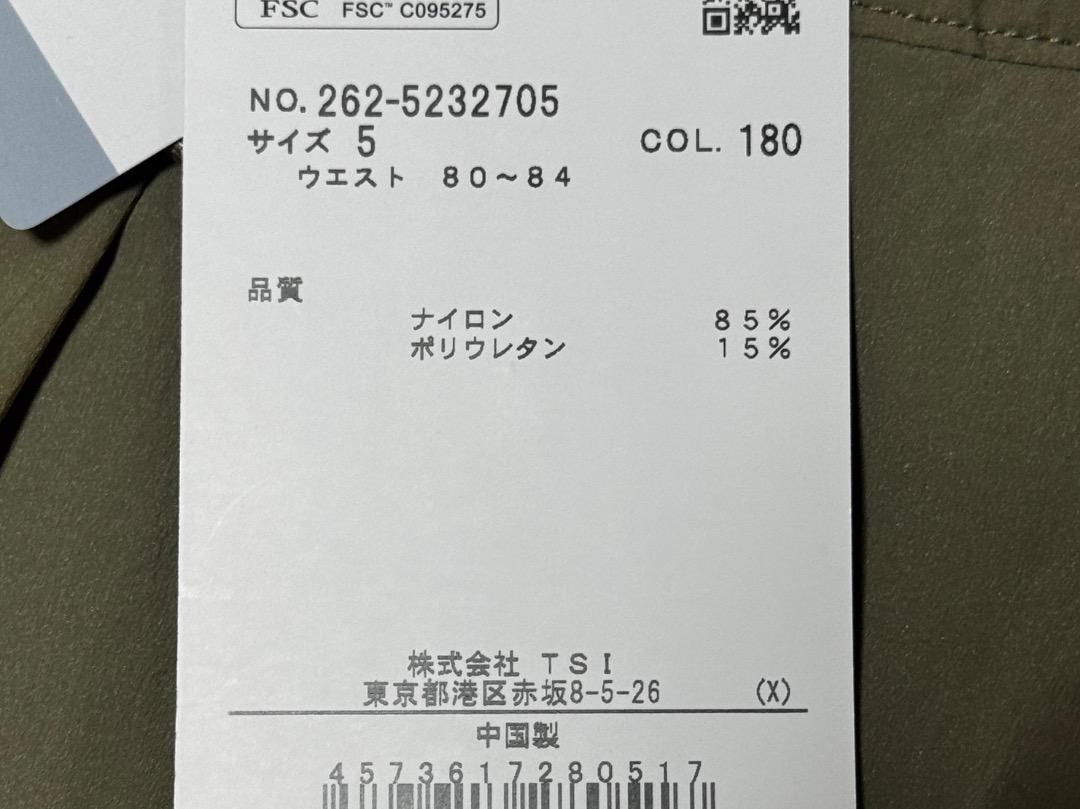 FSC FSC™ C095275
NO. 262-5232705
サイズ 5 COL. 180
ウエスト 80～84
品質
ナイロン 85%
ポリウレタン 15%
株式会社 TSI
東京都港区赤坂8-5-26 (X)
中国製
4573617280517